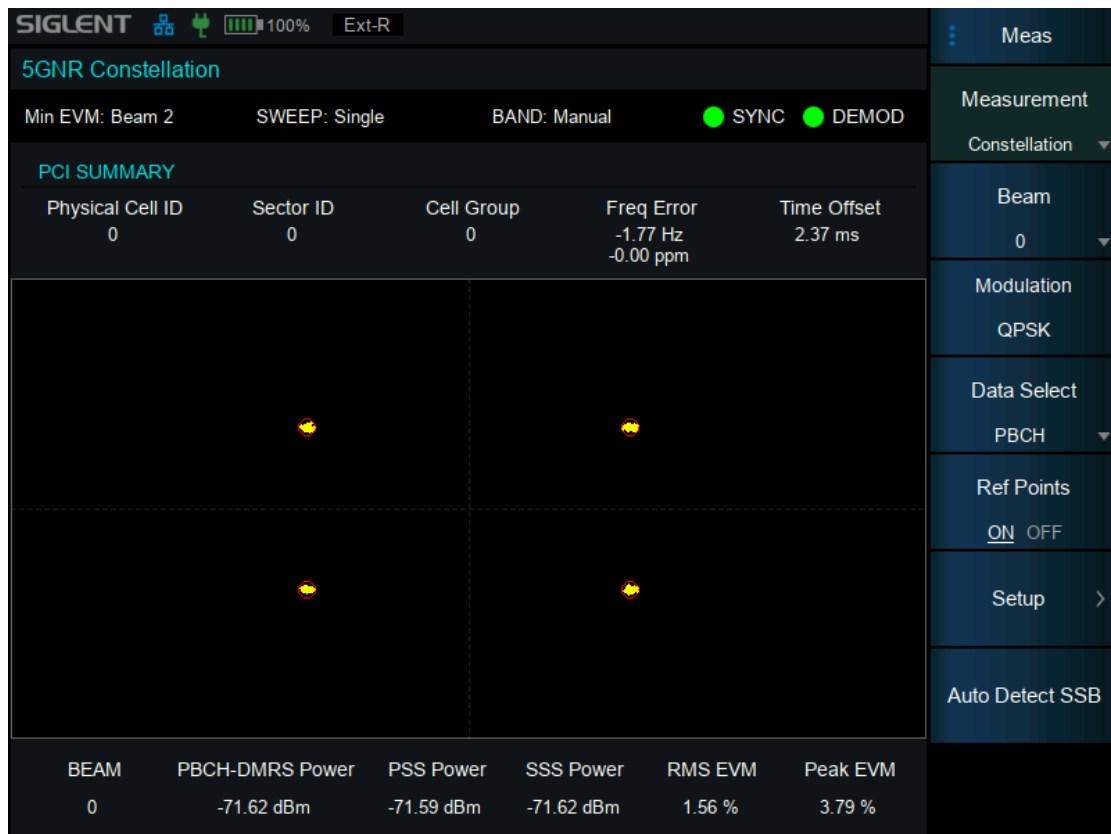 SIGLENT 100% Ext-R
Meas
5GNR Constellation
Min EVM: Beam 2 SWEEP: Single BAND: Manual SYNC DEMOD
PCI SUMMARY
Physical Cell ID Sector ID Cell Group Freq Error Time Offset
0 0 0 -1.77 Hz 2.37 ms
-0.00 ppm
BEAM PBCH-DMRS Power PSS Power SSS Power RMS EVM Peak EVM
0 -71.62 dBm -71.59 dBm -71.62 dBm 1.56 % 3.79 %
Measurement
Constellation
Beam
0
Modulation
QPSK
Data Select
PBCH
Ref Points
ON OFF
Setup
Auto Detect SSB